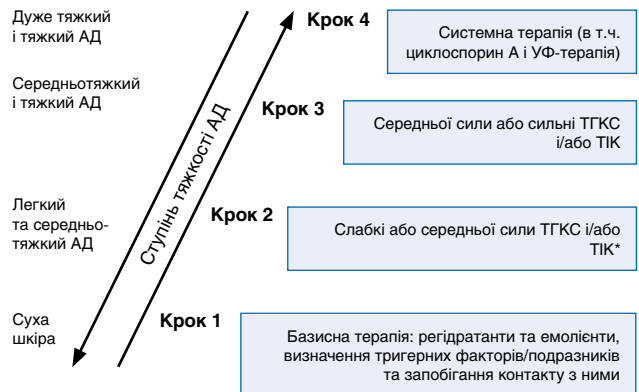 Дуже тяжкий
і тяжкий АД
Крок 4
Системна терапія (в т.ч.
циклоспорин А і УФ-терапія)
Середньотяжкий
і тяжкий АД
Крок 3
Середньої сили або сильні ТГКС
і/або ТІК
Ступінь тяжкості АД
Легкий
та середньо-
тяжкий АД
Крок 2
Слабкі або середньої сили ТГКС і/або
ТІК*
Суха
шкіра
Крок 1
Базисна терапія: регідратанти та емолієнти,
визначення тригерних факторів/подразників
та запобігання контакту з ними